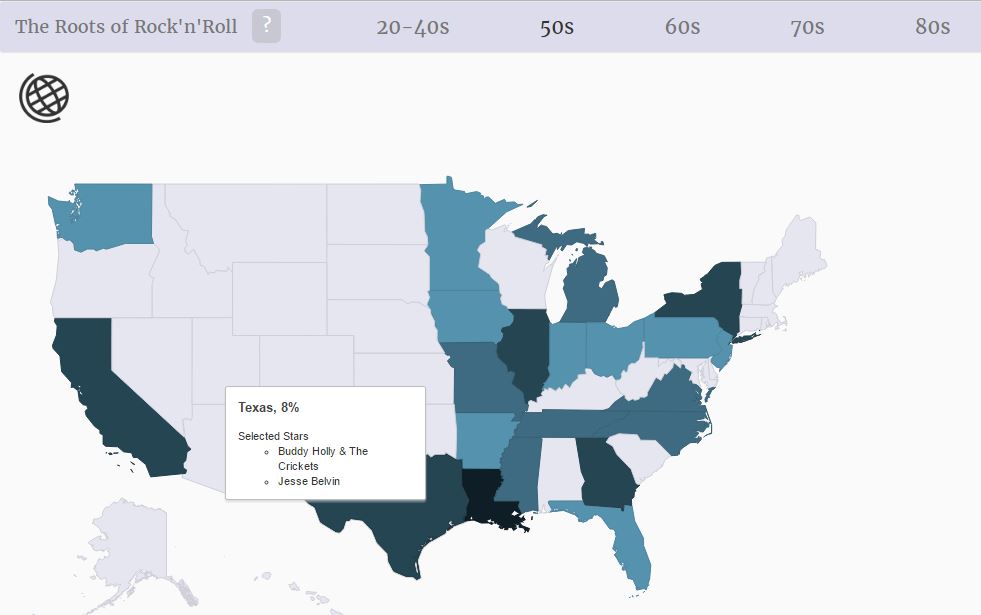 The Roots of Rock'n'Roll ? 20-40s 50s 60s 70s 80s
Texas, 8%
Selected Stars
Buddy Holly & The
Crickets
Jesse Belvin